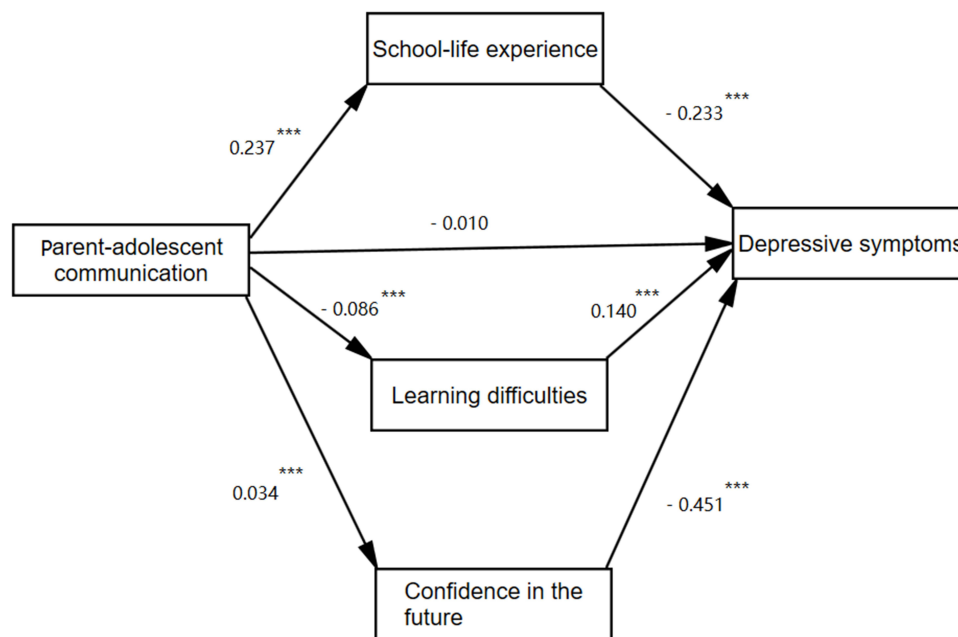 School-life experience
0.237***
- 0.233***
- 0.010
Parent-adolescent
communication
Depressive symptoms
- 0.086***
0.140***
Learning difficulties
0.034***
- 0.451***
Confidence in the
future